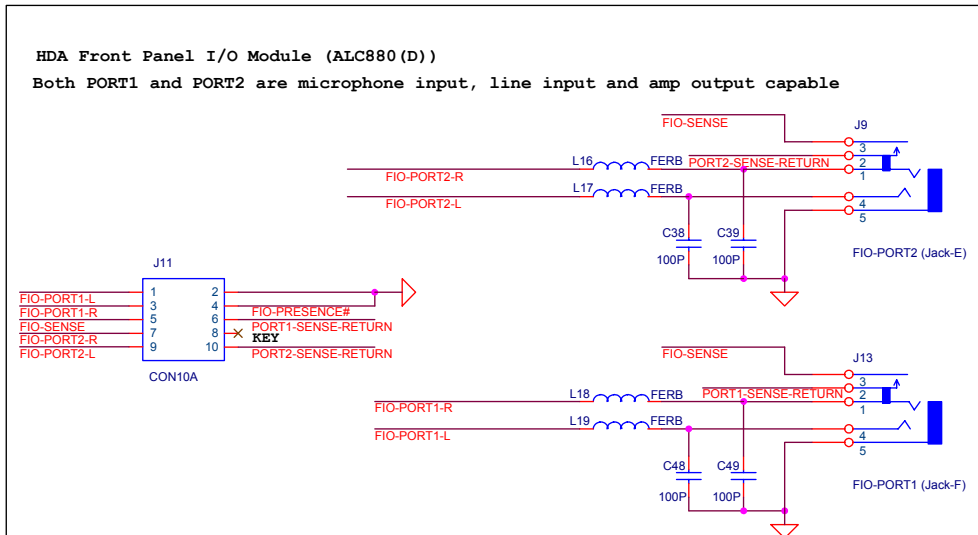 HDA Front Panel I/O Module (ALC880(D))
Both PORT1 and PORT2 are microphone input, line input and amp output capable
FIO-SENSE
J9
3
L16
FERB
PORT2-SENSE-RETURN
2
FIO-PORT2-R
1
L17
FERB
FIO-PORT2-L
4
5
C38
C39
100P
100P
FIO-PORT2 (Jack-E)
J11
1
2
FIO-PORT1-L
3
4
FIO-PRESENCE#
FIO-PORT1-R
5
6
PORT1-SENSE-RETURN
FIO-SENSE
7
8
KEY
FIO-PORT2-R
9
10
PORT2-SENSE-RETURN
FIO-PORT2-L
CON10A
FIO-SENSE
J13
3
L18
FERB
PORT1-SENSE-RETURN
2
FIO-PORT1-R
1
L19
FERB
FIO-PORT1-L
4
5
C48
C49
100P
100P
FIO-PORT1 (Jack-F)